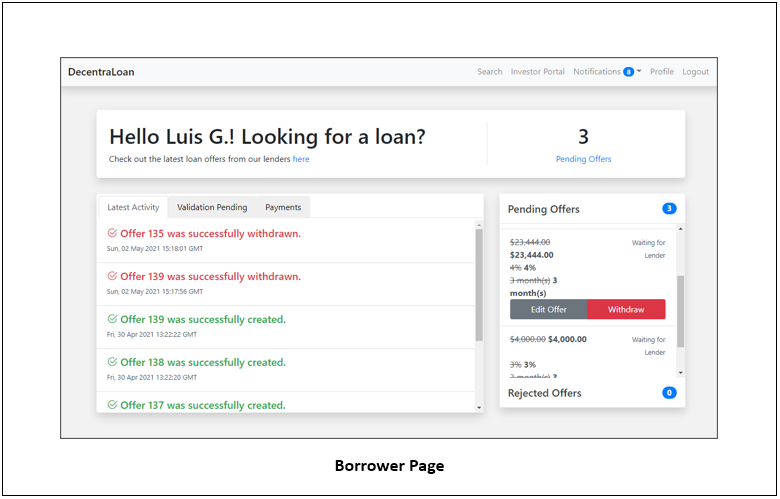 DecentraLoan
Search Investor Portal Notifications 8 Profile Logout
Hello Luis G.! Looking for a loan?
Check out the latest loan offers from our lenders here
3
Pending Offers
Latest Activity Validation Pending Payments
Offer 135 was successfully withdrawn.
Sun, 02 May 2021 15:18:01 GMT
Offer 139 was successfully withdrawn.
Sun, 02 May 2021 15:17:56 GMT
Offer 139 was successfully created.
Fri, 30 Apr 2021 13:22:22 GMT
Offer 138 was successfully created.
Fri, 30 Apr 2021 13:22:20 GMT
Offer 137 was successfully created.
Pending Offers 3
$23,444.00 Waiting for
$23,444.00 Lender
4% 4%
3 month(s) 3
month(s)
Edit Offer Withdraw
$4,000.00 $4,000.00 Waiting for
Lender
3% 3%
3 month(s) 3
Rejected Offers 0
Borrower Page